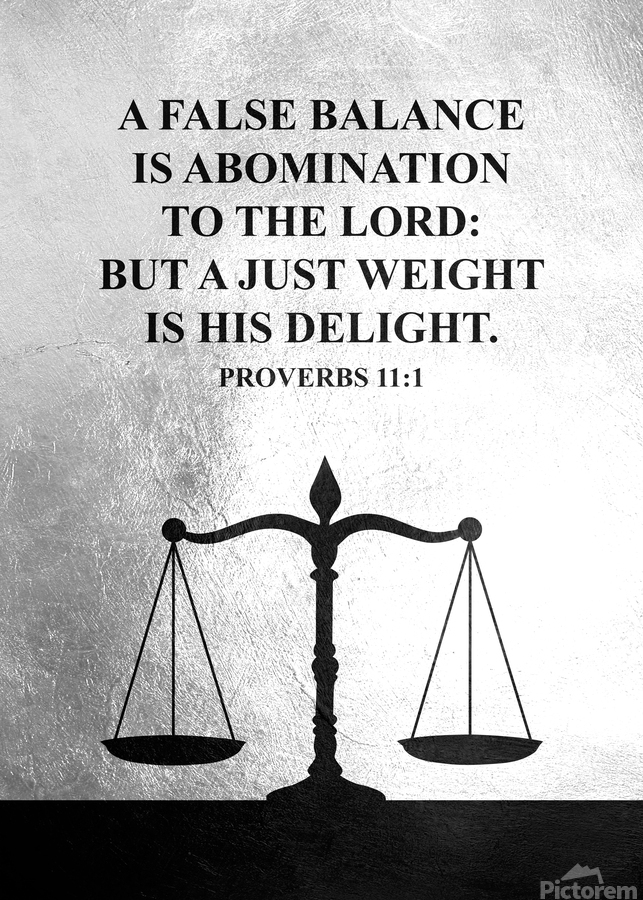 A FALSE BALANCE
IS ABOMINATION
TO THE LORD:
BUT A JUST WEIGHT
IS HIS DELIGHT.
PROVERBS 11:1
Pictorem